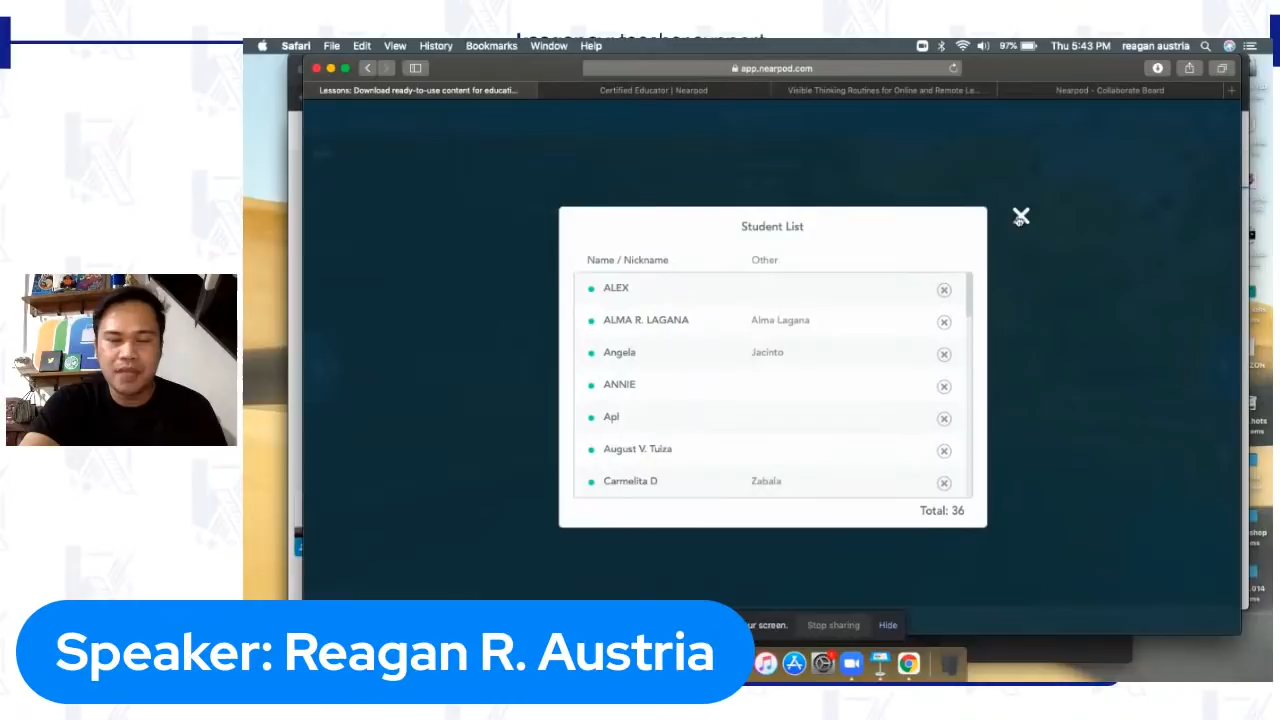 Safari File Edit View History Bookmarks Window Help 97% Thu 5:43 PM reagan austria
app.nearpod.com
Lessons: Download ready-to-use content for educati... Certified Educator | Nearpod Visible Thinking Routines for Online and Remote Le... Nearpod - Collaborate Board
Student List
Name / Nickname Other
ALEX
ALMA R. LAGANA Alma Lagana
Angela Jacinto
ANNIE
Apl
August V. Tuiza
Carmelita D Zabala
Total: 36
ur screen. Stop sharing Hide
Speaker: Reagan R. Austria